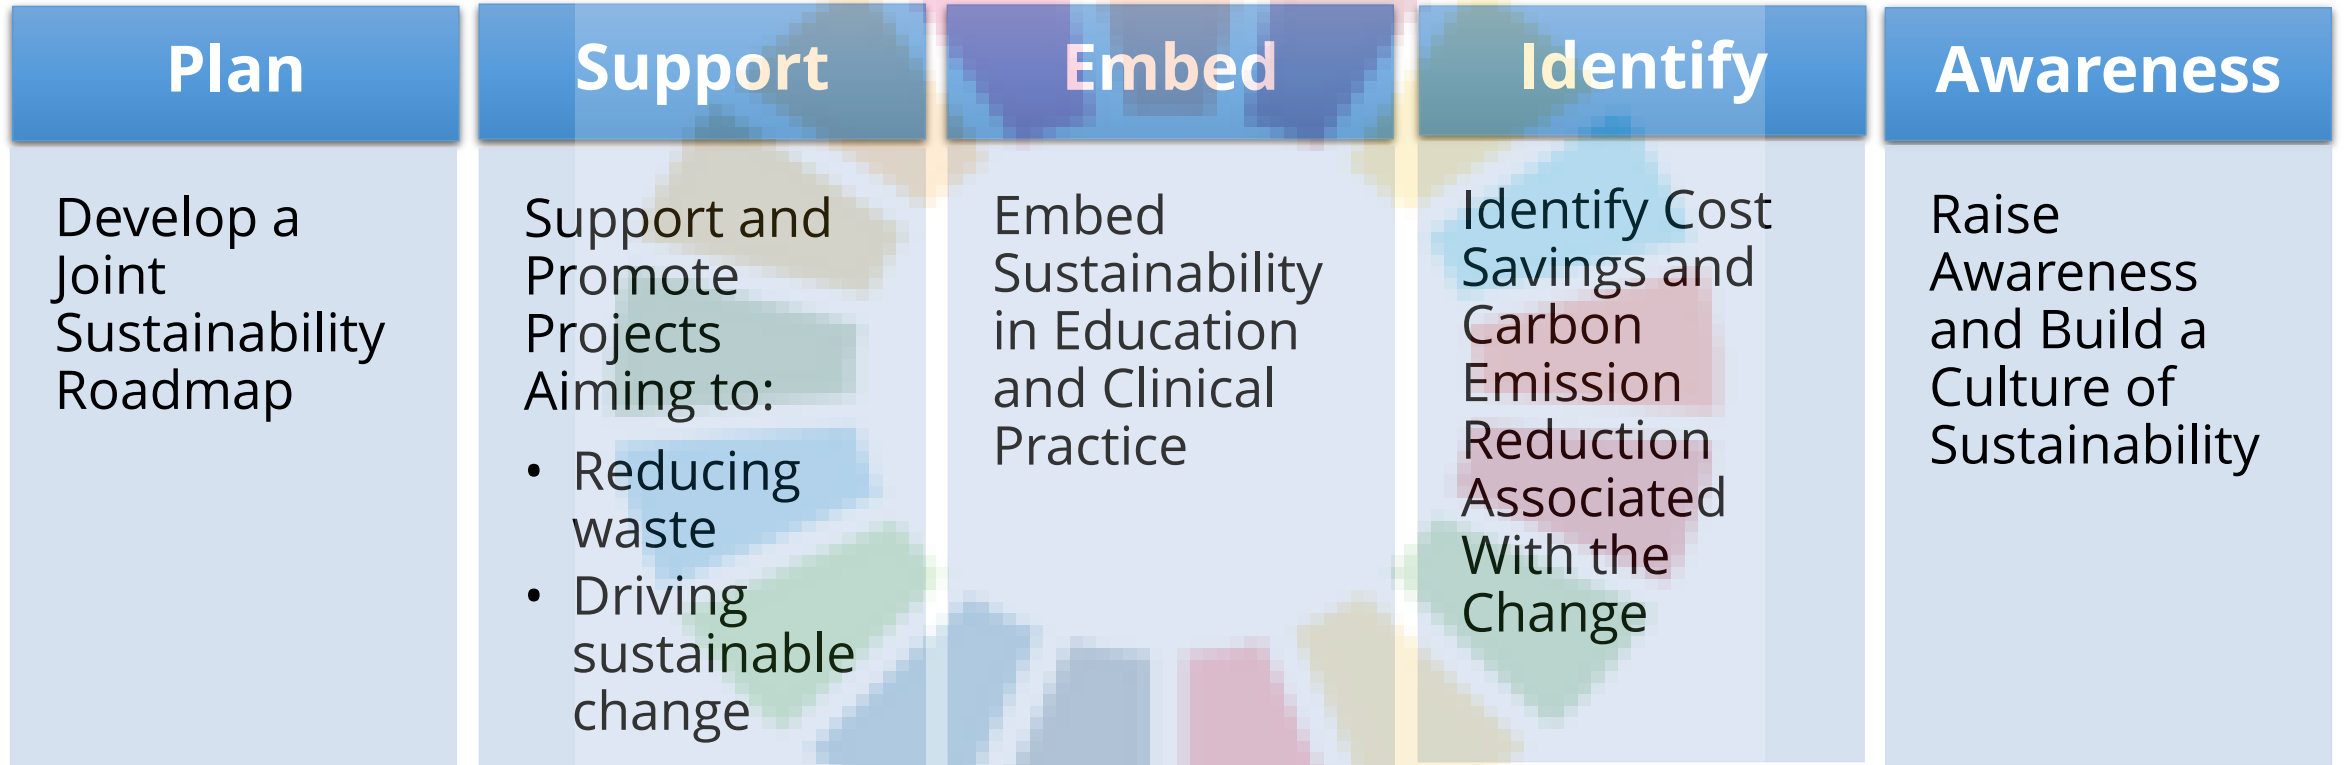 Plan
Develop a
Joint
Sustainability
Roadmap
Support
Support and
Promote
Projects
Aiming to:
• Reducing
waste
• Driving
sustainable
change
Embed
Embed
Sustainability
in Education
and Clinical
Practice
Identify
Identify Cost
Savings and
Carbon
Emission
Reduction
Associated
With the
Change
Awareness
Raise
Awareness
and Build a
Culture of
Sustainability